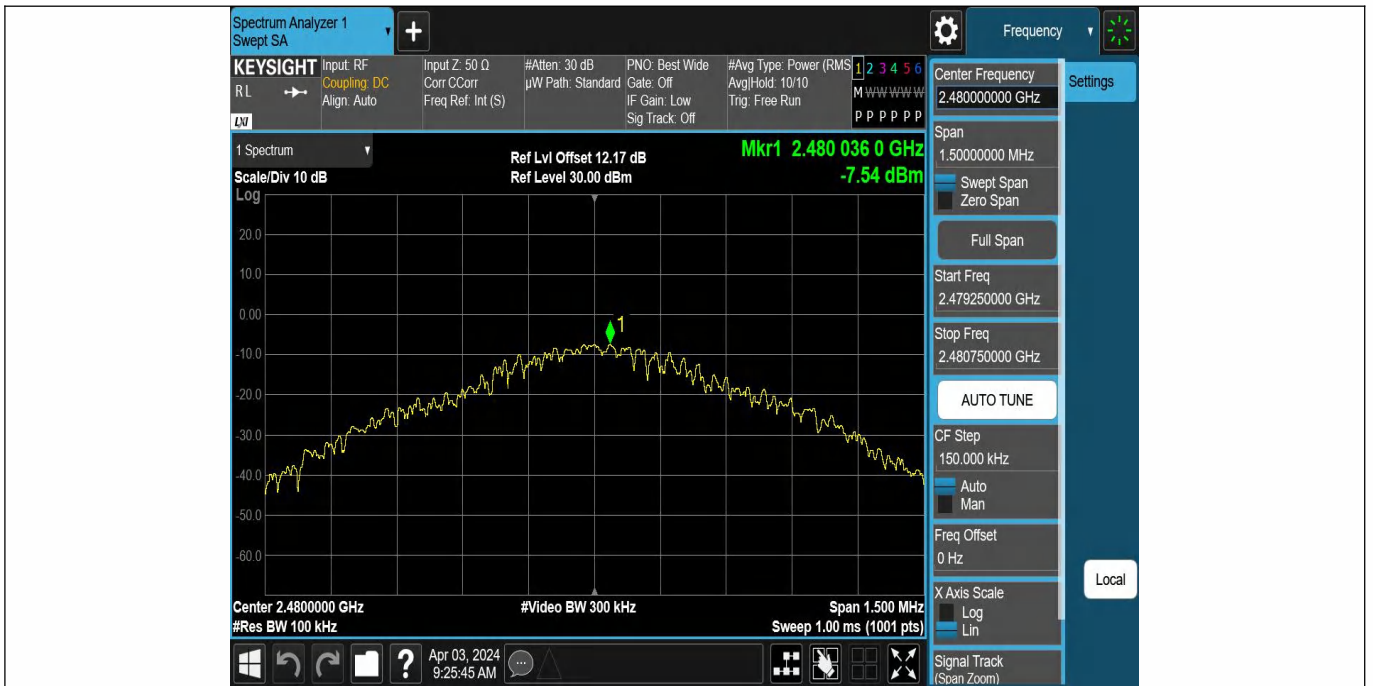 Spectrum Analyzer 1
Swept SA
+
Frequency
KEYSIGHT
RL
LXI
Input: RF
Coupling: DC
Align: Auto
Input Z: 50 Ω
Corr CCorr
Freq Ref: Int (S)
#Atten: 30 dB
µW Path: Standard
PNO: Best Wide
Gate: Off
IF Gain: Low
Sig Track: Off
#Avg Type: Power (RMS
Avg|Hold: 10/10
Trig: Free Run
1 2 3 4 5 6
M W W W W W
P P P P P P
1 Spectrum
Scale/Div 10 dB
Ref Lvl Offset 12.17 dB
Ref Level 30.00 dBm
Mkr1 2.480 036 0 GHz
-7.54 dBm
Log
20.0
10.0
0.00
-10.0
-20.0
-30.0
-40.0
-50.0
-60.0
1
Center 2.4800000 GHz
#Res BW 100 kHz
#Video BW 300 kHz
Span 1.500 MHz
Sweep 1.00 ms (1001 pts)
Center Frequency
2.480000000 GHz
Settings
Span
1.50000000 MHz
Swept Span
Zero Span
Full Span
Start Freq
2.479250000 GHz
Stop Freq
2.480750000 GHz
AUTO TUNE
CF Step
150.000 kHz
Auto
Man
Freq Offset
0 Hz
X Axis Scale
Log
Lin
Signal Track
(Span Zoom)
Local
?
Apr 03, 2024
9:25:45 AM